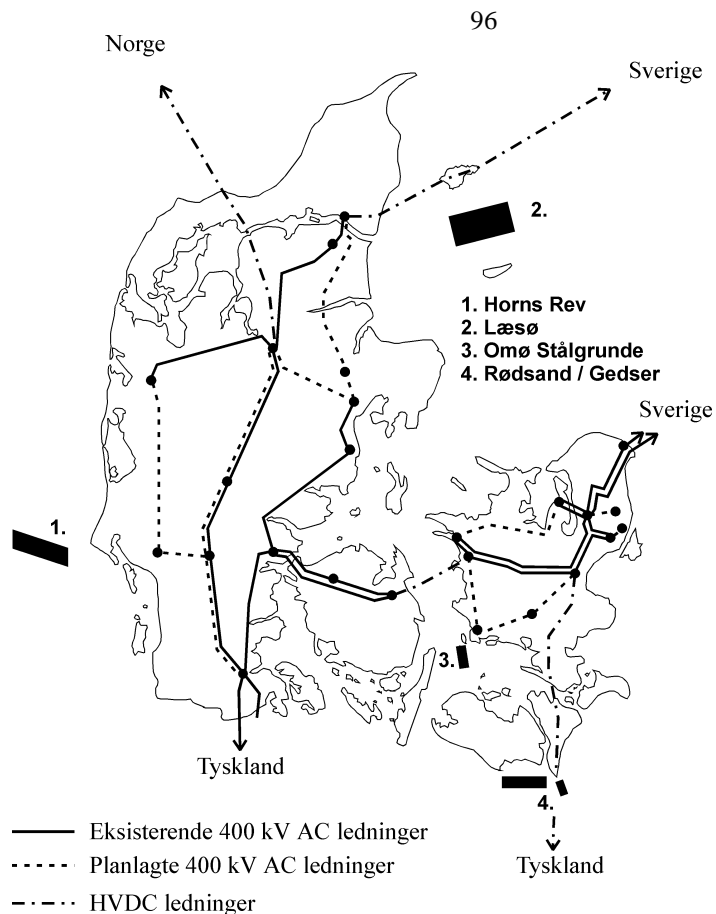 96
Norge
Sverige
2.
1. Horns Rev
2. Læsø
3. Omø Stålgrunde
4. Rødsand / Gedser
Sverige
1.
3.
Tyskland
4.
Eksisterende 400 kV AC ledninger
Planlagte 400 kV AC ledninger
Tyskland
HVDC ledninger